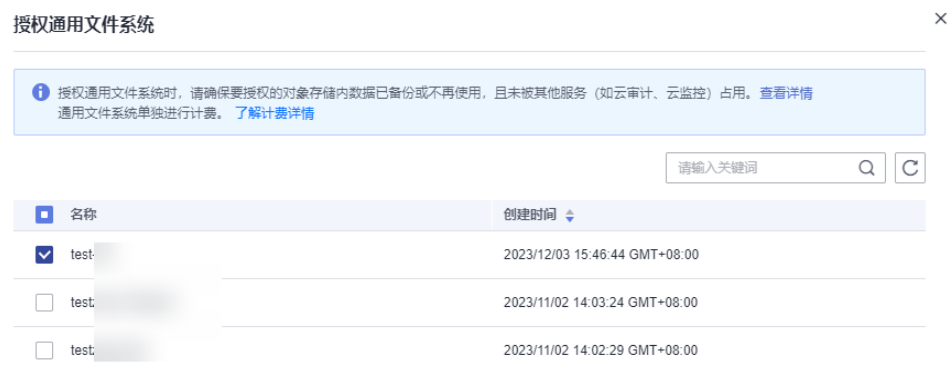 授权通用文件系统
授权通用文件系统时，请确保要授权的对象存储内数据已备份或不再使用，且未被其他服务（如云审计、云监控）占用。查看详情
通用文件系统单独进行计费。 了解计费详情
请输入关键词
名称 创建时间
test- 2023/12/03 15:46:44 GMT+08:00
test 2023/11/02 14:03:24 GMT+08:00
test 2023/11/02 14:02:29 GMT+08:00